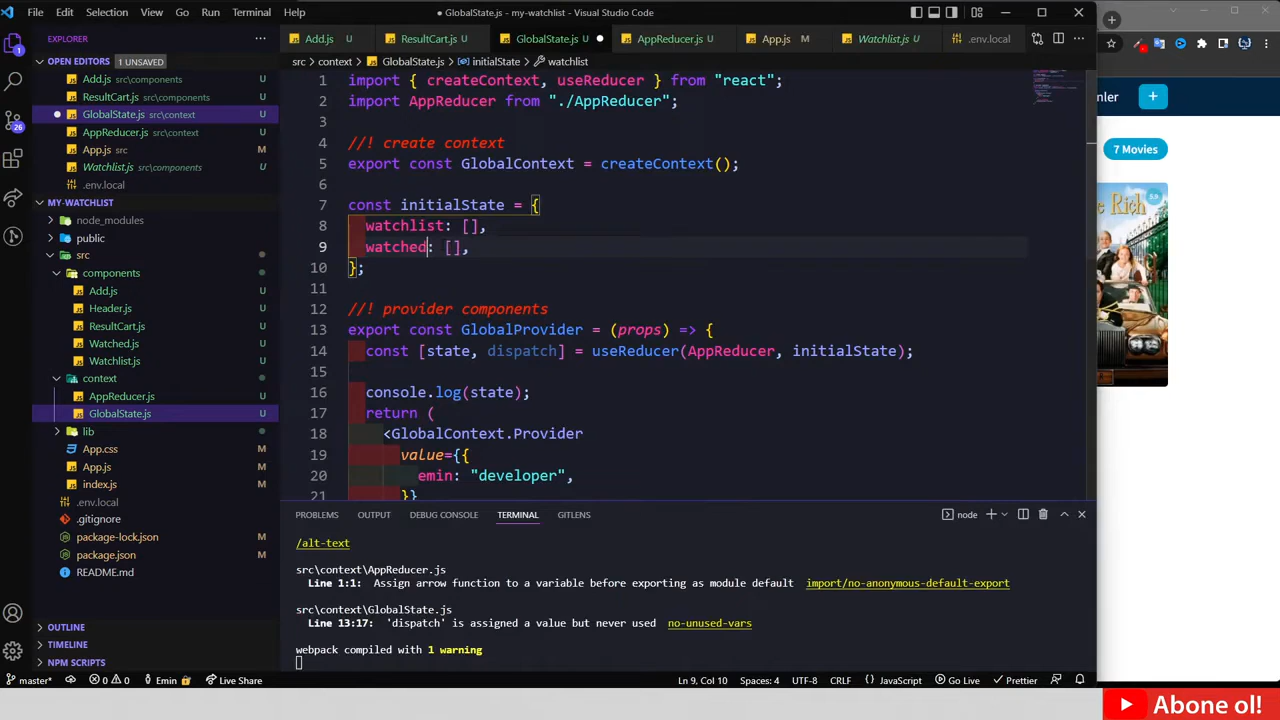 File Edit Selection View Go Run Terminal Help
● GlobalState.js - my-watchlist - Visual Studio Code
EXPLORER
OPEN EDITORS 1 UNSAVED
Add.js src\components U
ResultCart.js src\components U
GlobalState.js src\context U
AppReducer.js src\context U
App.js src M
Watchlist.js src\components U
.env.local
MY-WATCHLIST
node_modules
public
src
components
Add.js U
Header.js U
ResultCart.js U
Watched.js U
Watchlist.js U
context
AppReducer.js U
GlobalState.js U
lib
App.css M
App.js M
index.js M
.env.local
.gitignore
package-lock.json M
package.json M
README.md
OUTLINE
TIMELINE
NPM SCRIPTS
Add.js U ResultCart.js U GlobalState.js U ● AppReducer.js U App.js M Watchlist.js U .env.local
src > context > GlobalState.js > initialState > watchlist
1 import { createContext, useReducer } from "react";
2 import AppReducer from "./AppReducer";
3
4 //! create context
5 export const GlobalContext = createContext();
6
7 const initialState = {
8 watchlist: [],
9 watched: [],
10 };
11
12 //! provider components
13 export const GlobalProvider = (props) => {
14 const [state, dispatch] = useReducer(AppReducer, initialState);
15
16 console.log(state);
17 return (
18 <GlobalContext.Provider
19 value={{
20 emin: "developer",
21 }}
PROBLEMS OUTPUT DEBUG CONSOLE TERMINAL GITLENS
node
/alt-text
src\context\AppReducer.js
Line 1:1: Assign arrow function to a variable before exporting as module default import/no-anonymous-default-export
src\context\GlobalState.js
Line 13:17: 'dispatch' is assigned a value but never used no-unused-vars
webpack compiled with 1 warning
master* 0 0 Emin Live Share
Ln 9, Col 10 Spaces: 4 UTF-8 CRLF JavaScript Go Live Prettier
nler +
7 Movies
e Rich
5.9
Abone ol!